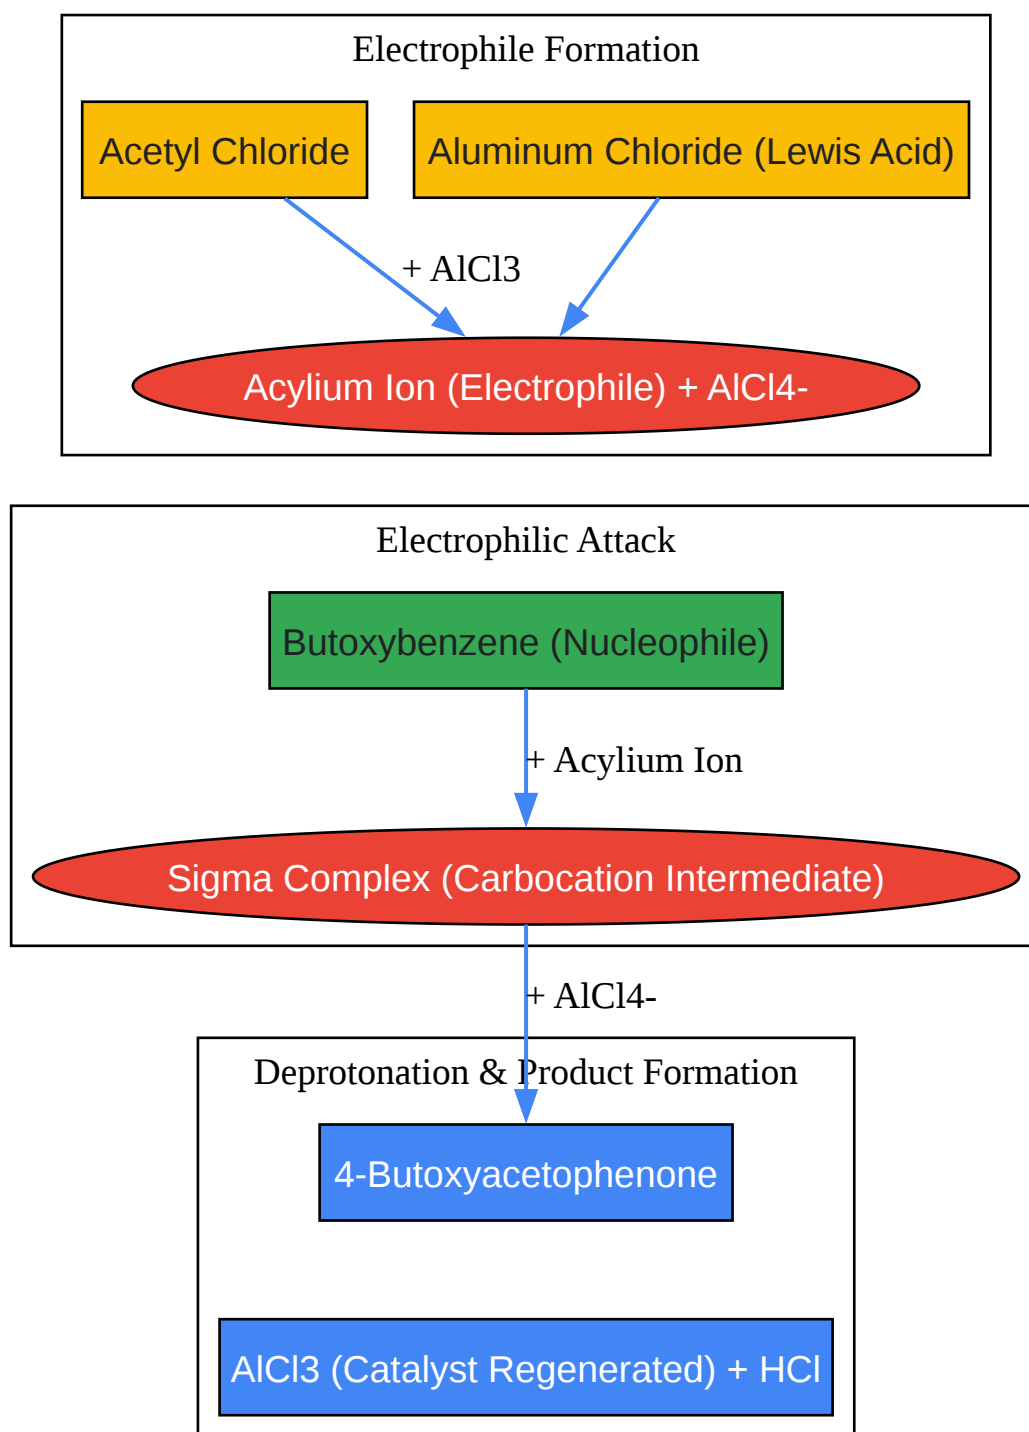 Electrophile Formation
Acetyl Chloride
Aluminum Chloride (Lewis Acid)
+ AlCl3
Acylium Ion (Electrophile) + AlCl4-
Electrophilic Attack
Butoxybenzene (Nucleophile)
+ Acylium Ion
Sigma Complex (Carbocation Intermediate)
+ AlCl4-
Deprotonation & Product Formation
4-Butoxyacetophenone
AlCl3 (Catalyst Regenerated) + HCl